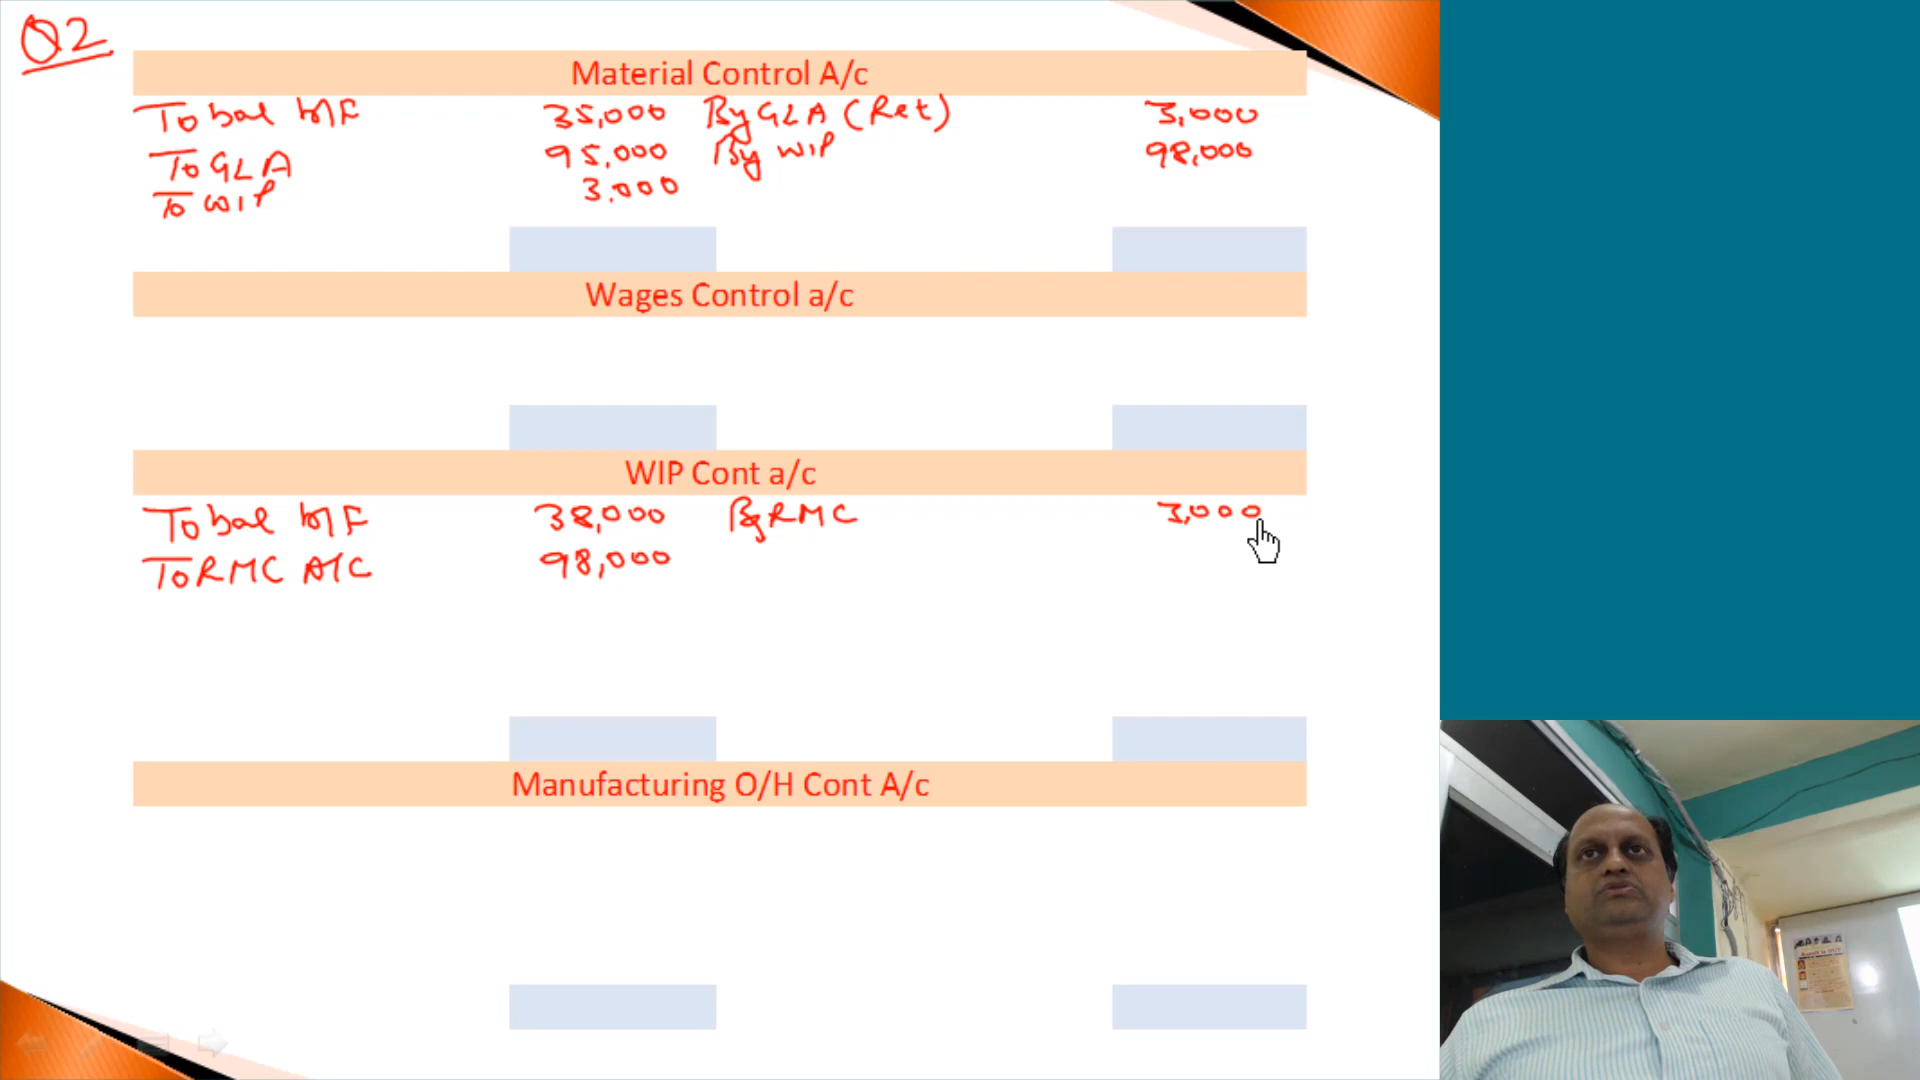 Q2
Material Control A/c
To bal b/f 35,000 By GLA (Ret) 3,000
To GLA 95,000 By WIP 98,000
To WIP 3,000
Wages Control a/c
WIP Cont a/c
To bal b/f 38,000 By RMC 3,000
To RMC A/C 98,000
Manufacturing O/H Cont A/c